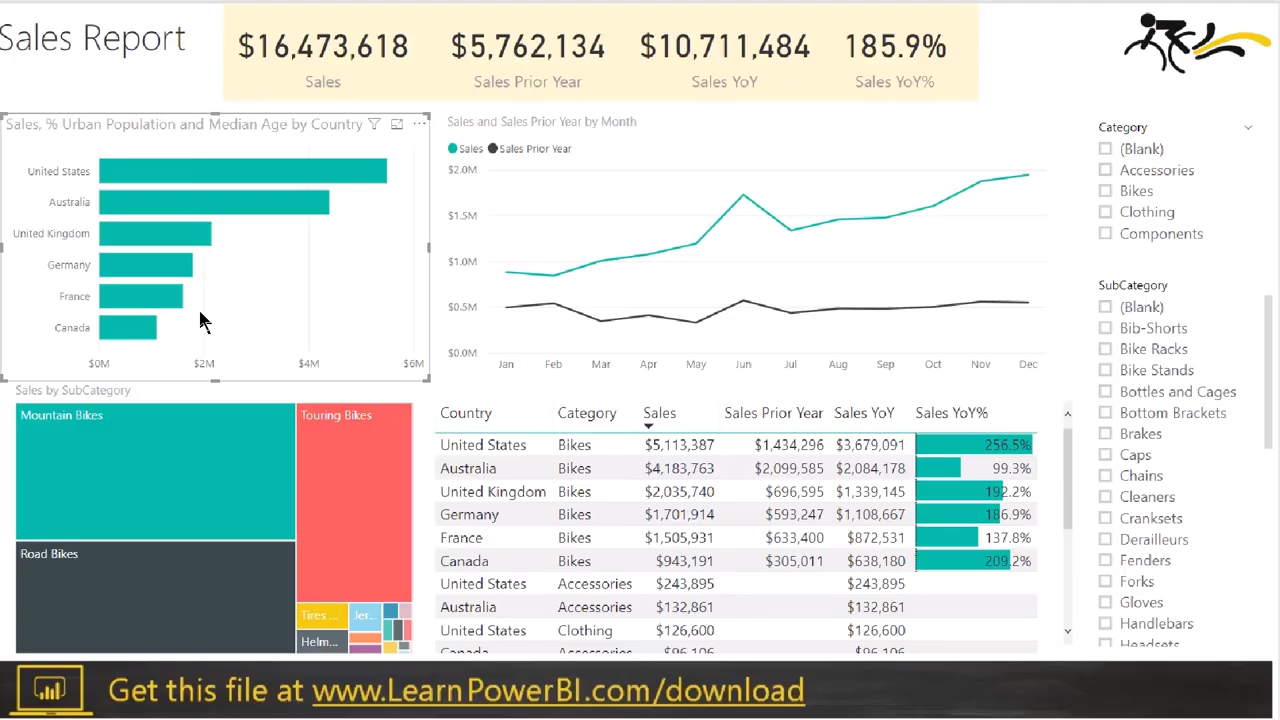 Sales Report
$16,473,618 $5,762,134 $10,711,484 185.9%
Sales Sales Prior Year Sales YoY Sales YoY%
Sales, % Urban Population and Median Age by Country
United States
Australia
United Kingdom
Germany
France
Canada
$0M $2M $4M $6M
Sales and Sales Prior Year by Month
Sales Sales Prior Year
$2.0M
$1.5M
$1.0M
$0.5M
$0.0M
Jan Feb Mar Apr May Jun Jul Aug Sep Oct Nov Dec
Category
(Blank)
Accessories
Bikes
Clothing
Components
SubCategory
(Blank)
Bib-Shorts
Bike Racks
Bike Stands
Bottles and Cages
Bottom Brackets
Brakes
Caps
Chains
Cleaners
Cranksets
Derailleurs
Fenders
Forks
Gloves
Handlebars
Headsets
Sales by SubCategory
Mountain Bikes
Touring Bikes
Road Bikes
Tires ...
Jer...
Helm...
Country Category Sales Sales Prior Year Sales YoY Sales YoY%
United States Bikes $5,113,387 $1,434,296 $3,679,091 256.5%
Australia Bikes $4,183,763 $2,099,585 $2,084,178 99.3%
United Kingdom Bikes $2,035,740 $696,595 $1,339,145 192.2%
Germany Bikes $1,701,914 $593,247 $1,108,667 186.9%
France Bikes $1,505,931 $633,400 $872,531 137.8%
Canada Bikes $943,191 $305,011 $638,180 209.2%
United States Accessories $243,895 $243,895
Australia Accessories $132,861 $132,861
United States Clothing $126,600 $126,600
Canada Accessories $96,106 $96,106
Get this file at www.LearnPowerBI.com/download